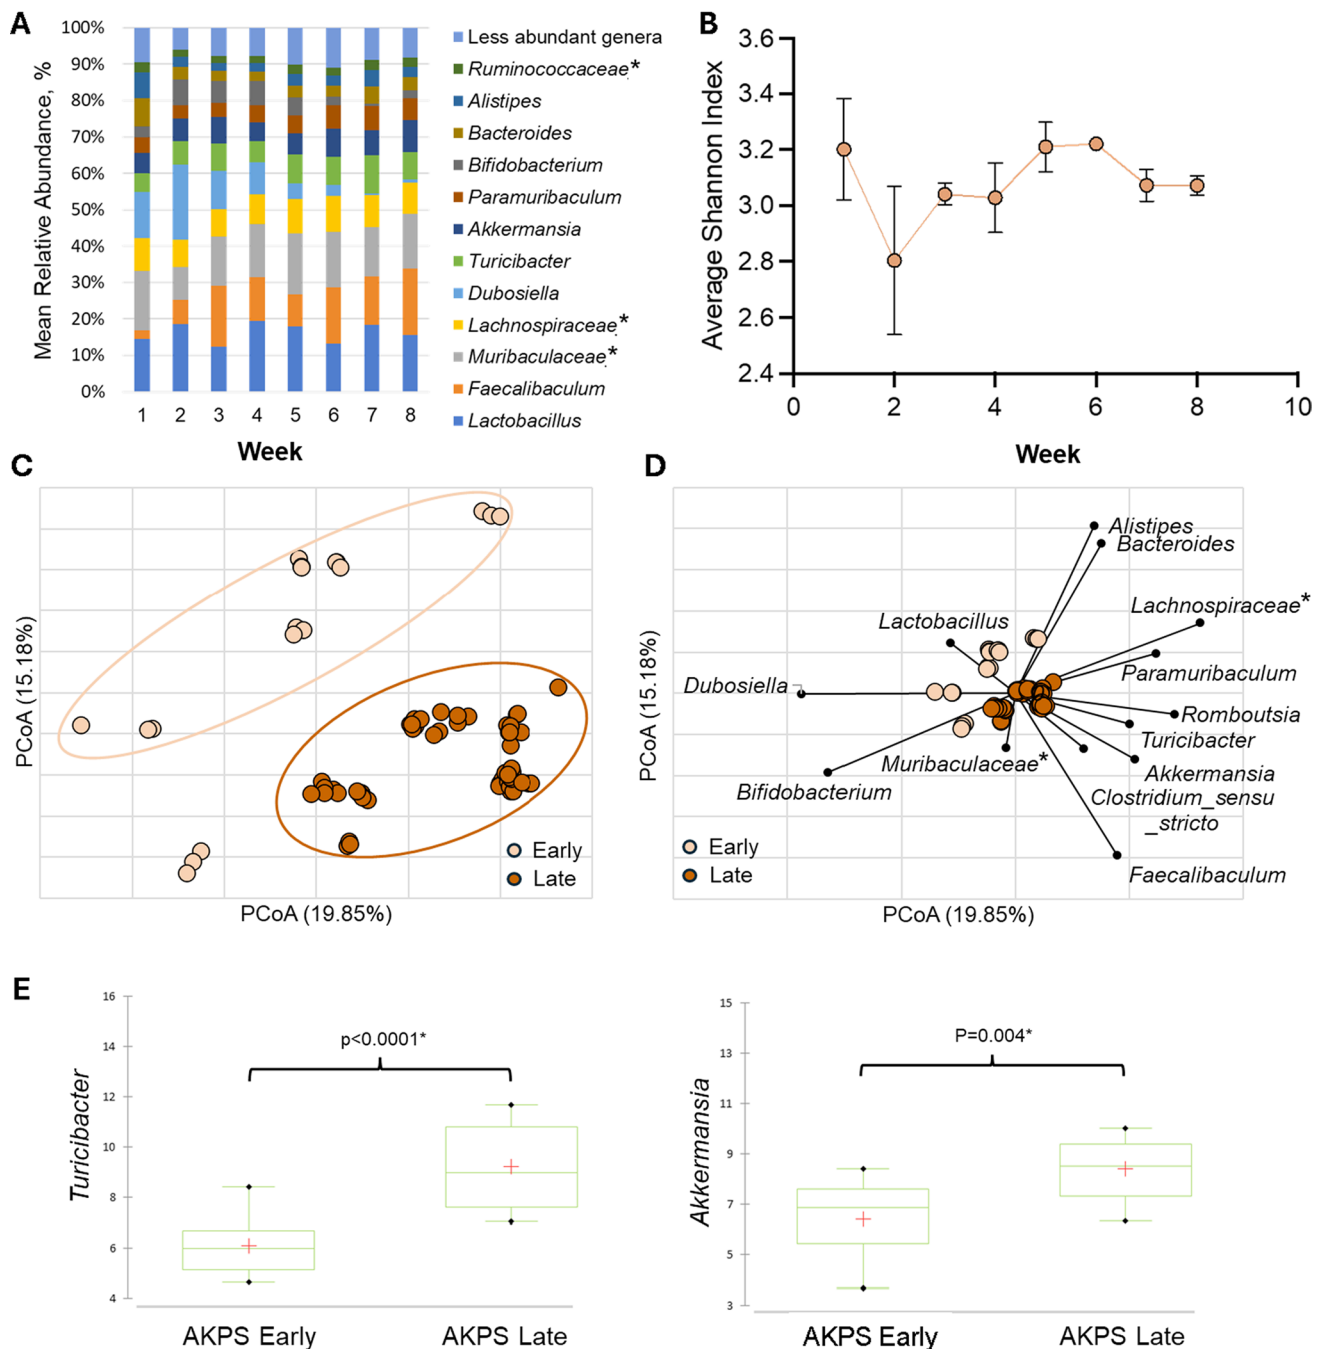 A
100%
90%
80%
70%
60%
50%
40%
30%
20%
10%
0%
Mean Relative Abundance, %
1 2 3 4 5 6 7 8
Week
Less abundant genera
Ruminococcaceae*
Alistipes
Bacteroides
Bifidobacterium
Paramuribaculum
Akkermansia
Turicibacter
Dubosiella
Lachnospiraceae*
Muribaculaceae*
Faecalibaculum
Lactobacillus
B
3.6
3.4
3.2
3.0
2.8
2.6
2.4
Average Shannon Index
0 2 4 6 8 10
Week
C
PCoA (15.18%)
Early
Late
PCoA (19.85%)
D
PCoA (15.18%)
Alistipes
Bacteroides
Lachnospiraceae*
Lactobacillus
Paramuribaculum
Dubosiella
Romboutsia
Turicibacter
Muribaculaceae*
Akkermansia
Bifidobacterium
Clostridium_sensu
_stricto
Faecalibaculum
Early
Late
PCoA (19.85%)
E
16
14
12
10
8
6
4
Turicibacter
p<0.0001*
AKPS Early
AKPS Late
15
13
11
9
7
5
3
Akkermansia
P=0.004*
AKPS Early
AKPS Late